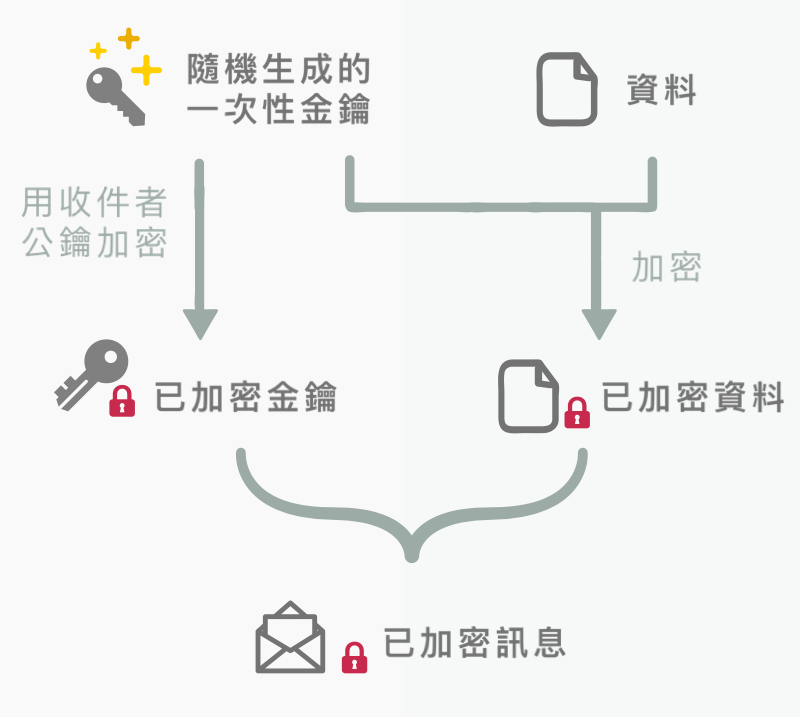 隨機生成的
一次性金鑰
資料
用收件者
公鑰加密
加密
已加密金鑰
已加密資料
已加密訊息